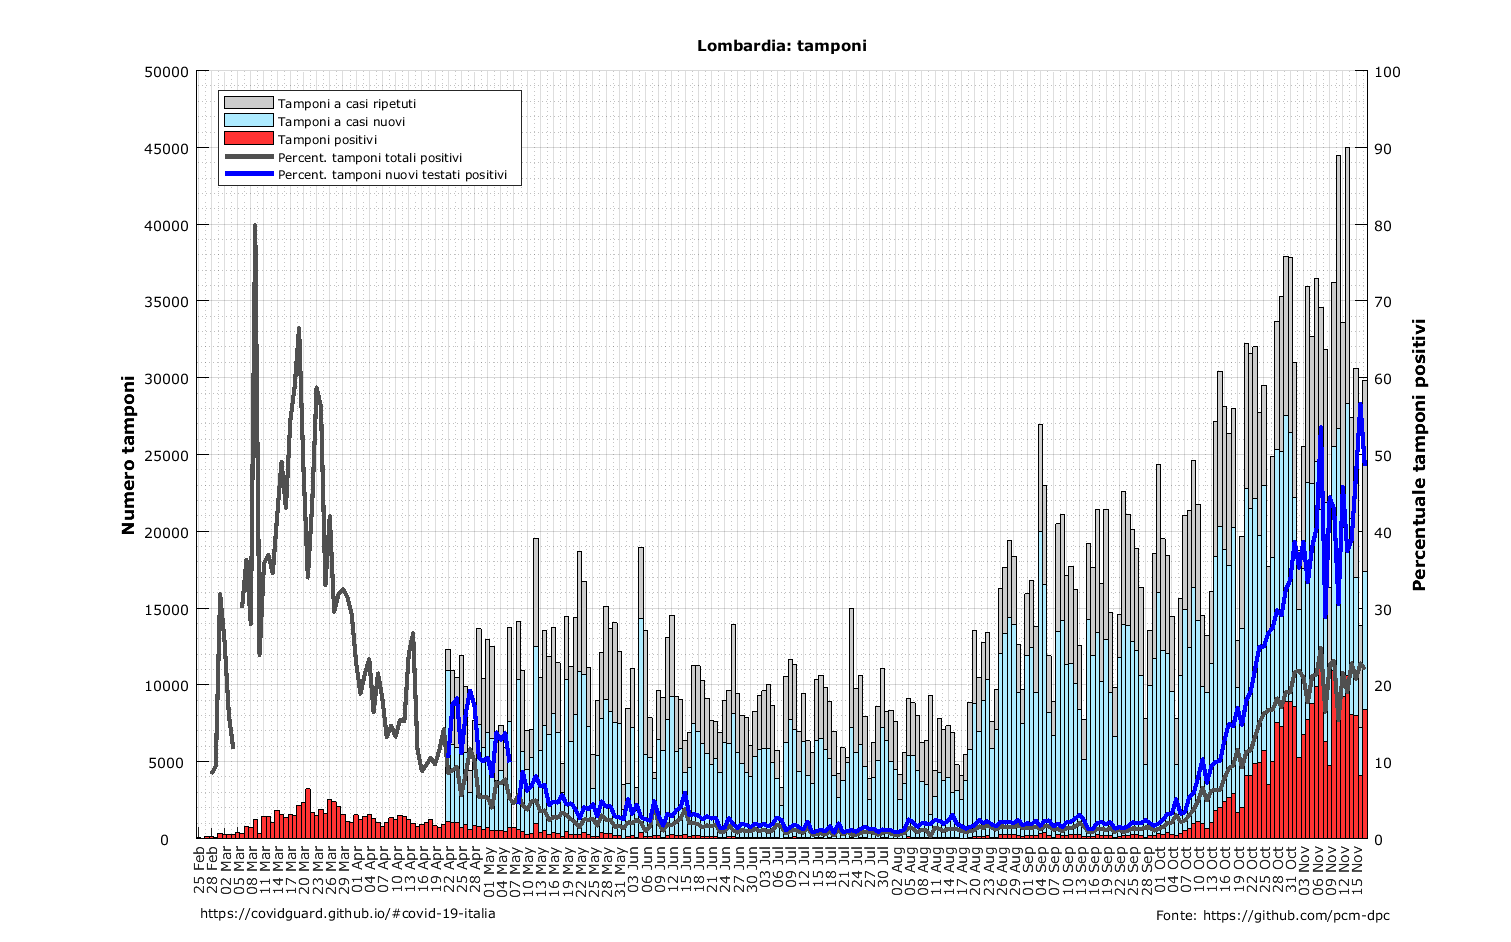 Lombardia: tamponi
Tamponi a casi ripetuti
Tamponi a casi nuovi
Tamponi positivi
Percent. tamponi totali positivi
Percent. tamponi nuovi testati positivi
Numero tamponi
50000
45000
40000
35000
30000
25000
20000
15000
10000
5000
0
100
90
80
70
60
50
40
30
20
10
0
Percentuale tamponi positivi
25 Feb
28 Feb
02 Mar
05 Mar
08 Mar
11 Mar
14 Mar
17 Mar
20 Mar
23 Mar
26 Mar
29 Mar
01 Apr
04 Apr
07 Apr
10 Apr
13 Apr
16 Apr
19 Apr
22 Apr
25 Apr
28 Apr
01 May
04 May
07 May
10 May
13 May
16 May
19 May
22 May
25 May
28 May
31 May
03 Jun
06 Jun
09 Jun
12 Jun
15 Jun
18 Jun
21 Jun
24 Jun
27 Jun
30 Jun
03 Jul
06 Jul
09 Jul
12 Jul
15 Jul
18 Jul
21 Jul
24 Jul
27 Jul
30 Jul
02 Aug
05 Aug
08 Aug
11 Aug
14 Aug
17 Aug
20 Aug
23 Aug
26 Aug
29 Aug
01 Sep
04 Sep
07 Sep
10 Sep
13 Sep
16 Sep
19 Sep
22 Sep
25 Sep
28 Sep
01 Oct
04 Oct
07 Oct
10 Oct
13 Oct
16 Oct
19 Oct
22 Oct
25 Oct
28 Oct
31 Oct
03 Nov
06 Nov
09 Nov
12 Nov
15 Nov
https://covidguard.github.io/#covid-19-italia
Fonte: https://github.com/pcm-dpc